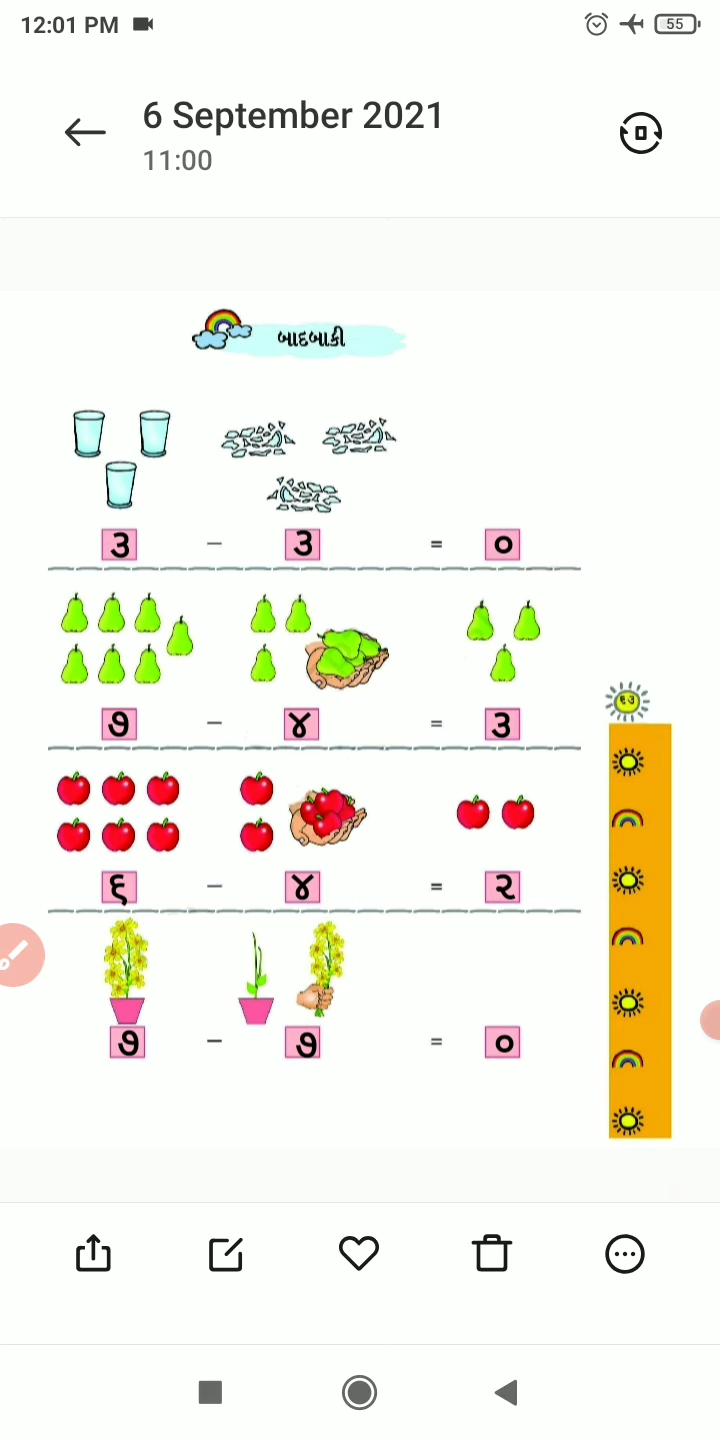 12:01 PM
55
6 September 2021
11:00
બાદબાકી
૩ - ૩ = ૦
૭ - ૪ = ૩
૬૩
૬ - ૪ = ૨
૭ - ૭ = ૦